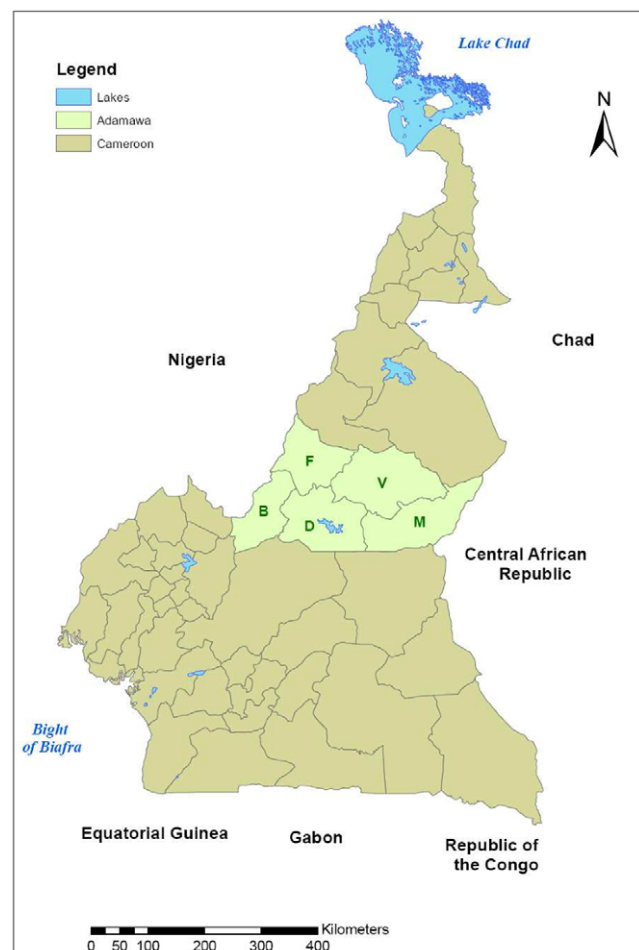 Lake Chad
Legend
Lakes
Adamawa
Cameroon
N
Chad
Nigeria
F
V
B
D
M
Central African
Republic
Bight
of Biafra
Equatorial Guinea
Gabon
Republic of
the Congo
Kilometers
0 25 50 100 200 300 400